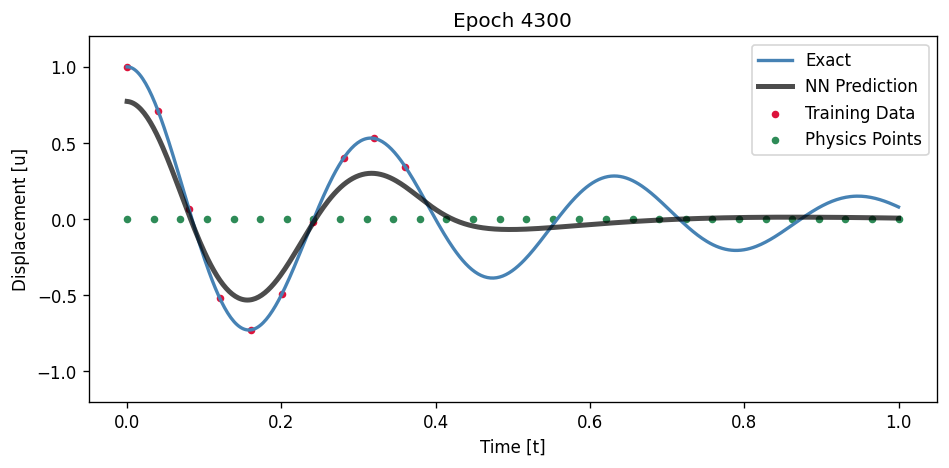 Epoch 4300
Exact
NN Prediction
Training Data
Physics Points
Displacement [u]
1.0
0.5
0.0
−0.5
−1.0
0.0 0.2 0.4 0.6 0.8 1.0
Time [t]